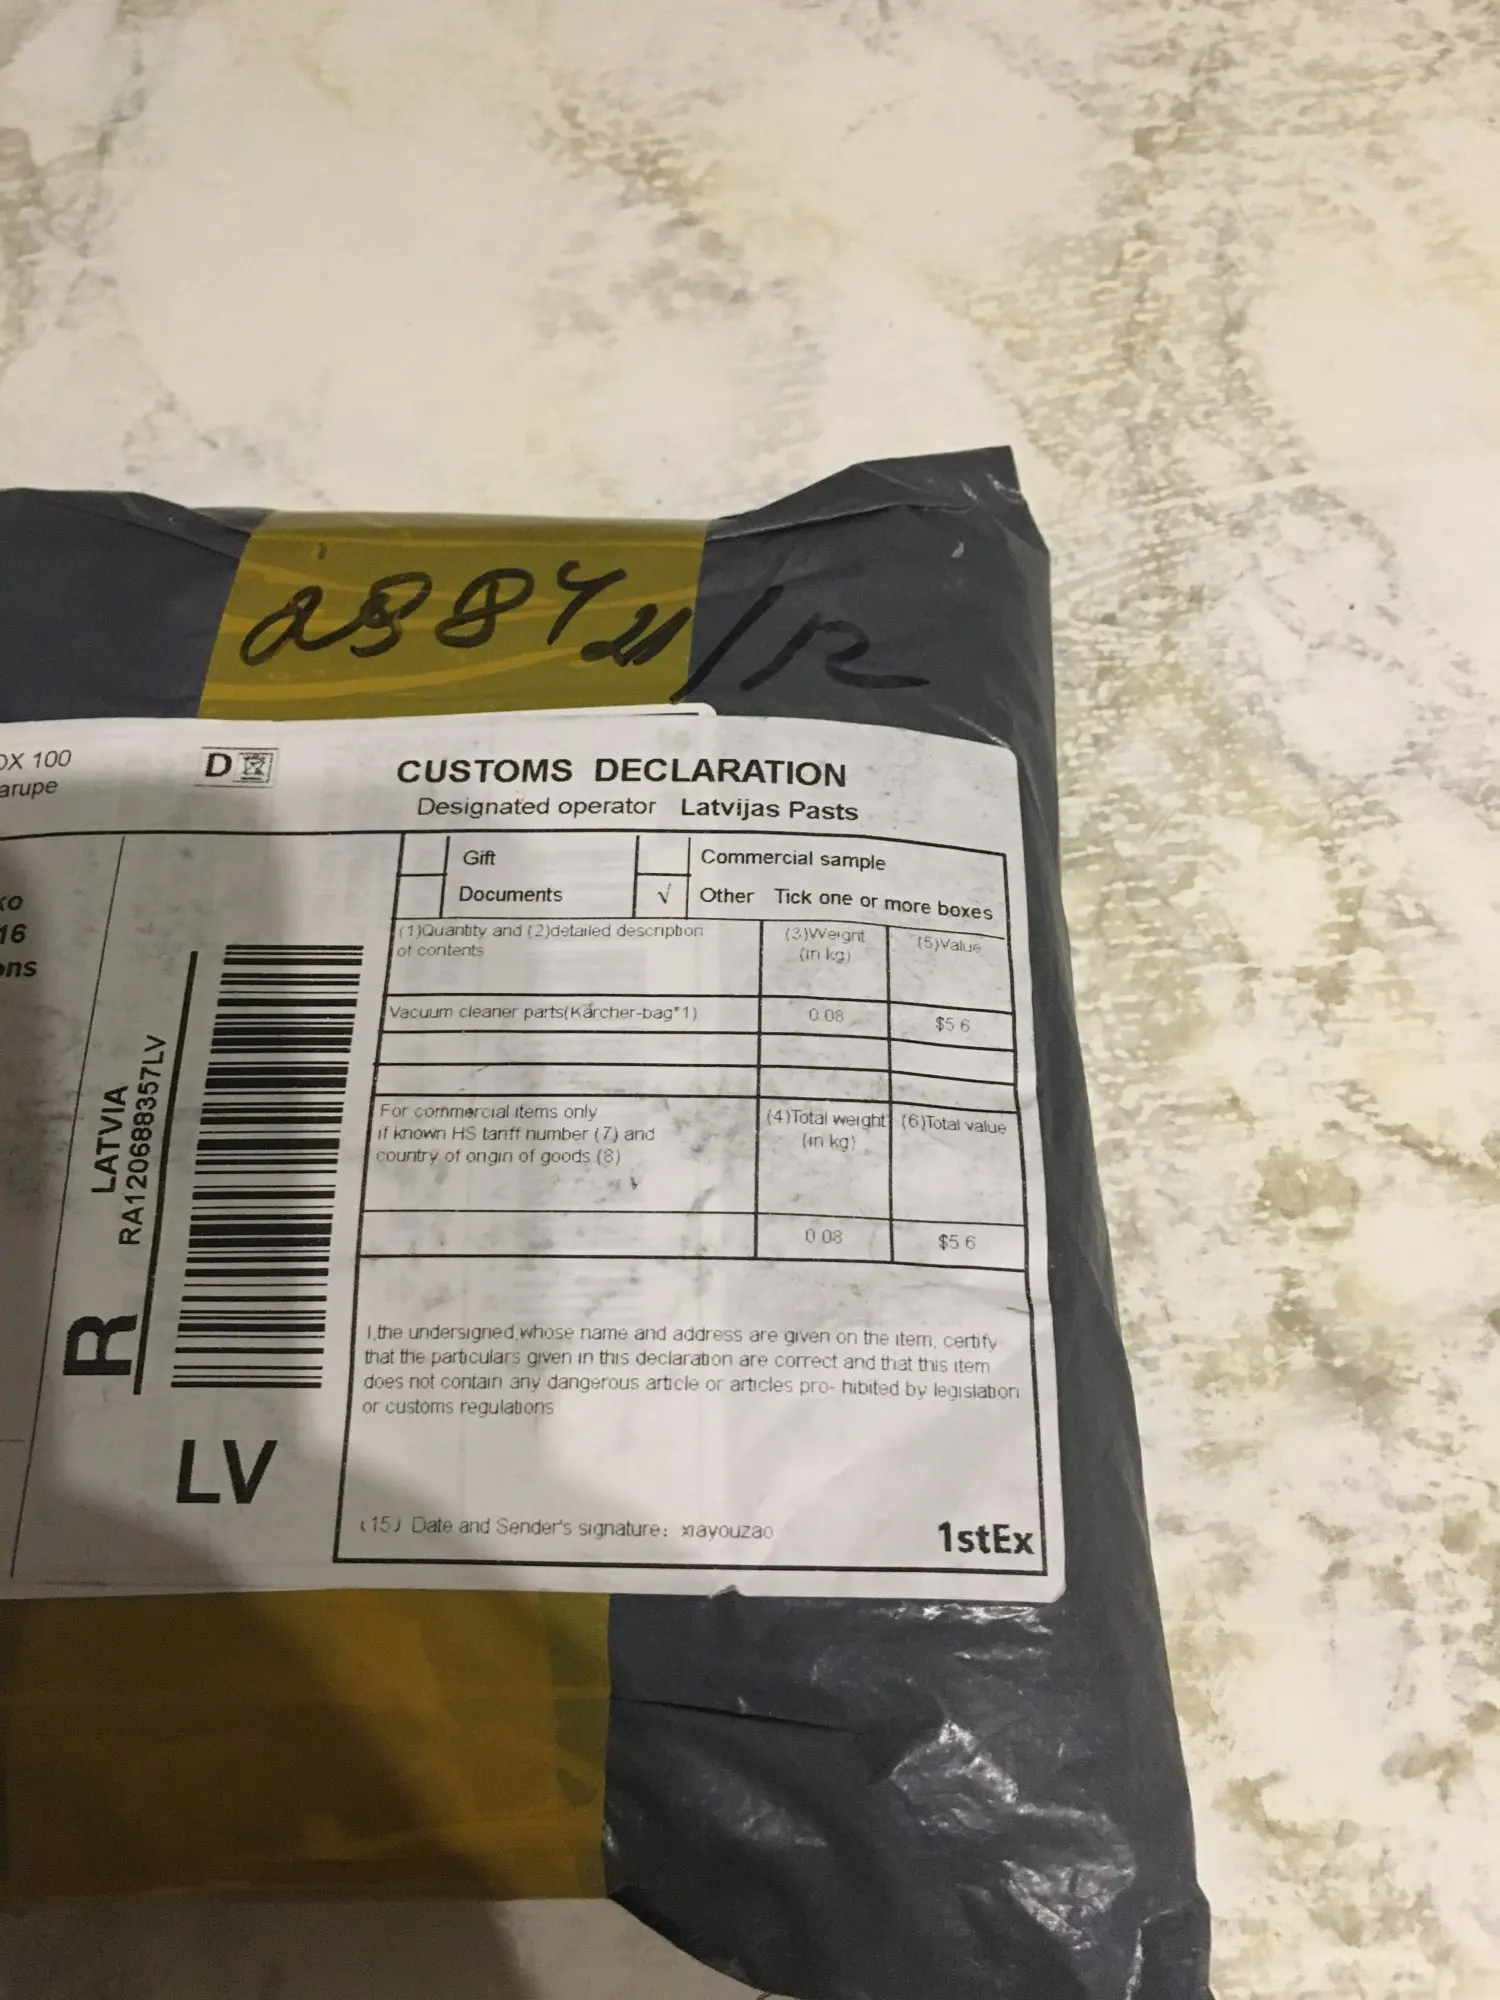 OX 100
arupe
D
CUSTOMS DECLARATION
Designated operator Latvijas Pasts
Gift
Commercial sample
Documents
√ Other Tick one or more boxes
(1)Quantity and (2)detailed description
of contents
(3)Weight
(in kg)
(5)Value
Vacuum cleaner parts(Kärcher-bag*1)
0.08
$5.6
For commercial items only
if known HS tariff number (7) and
country of origin of goods (8)
(4)Total weight
(in kg)
(6)Total value
0.08
$5.6
I,the undersigned,whose name and address are given on the item, certify
that the particulars given in this declaration are correct and that this item
does not contain any dangerous article or articles pro- hibited by legislation
or customs regulations
(15) Date and Sender's signature: xiayouzao
1stEx
16
ons
LATVIA
RA120688357LV
R
LV